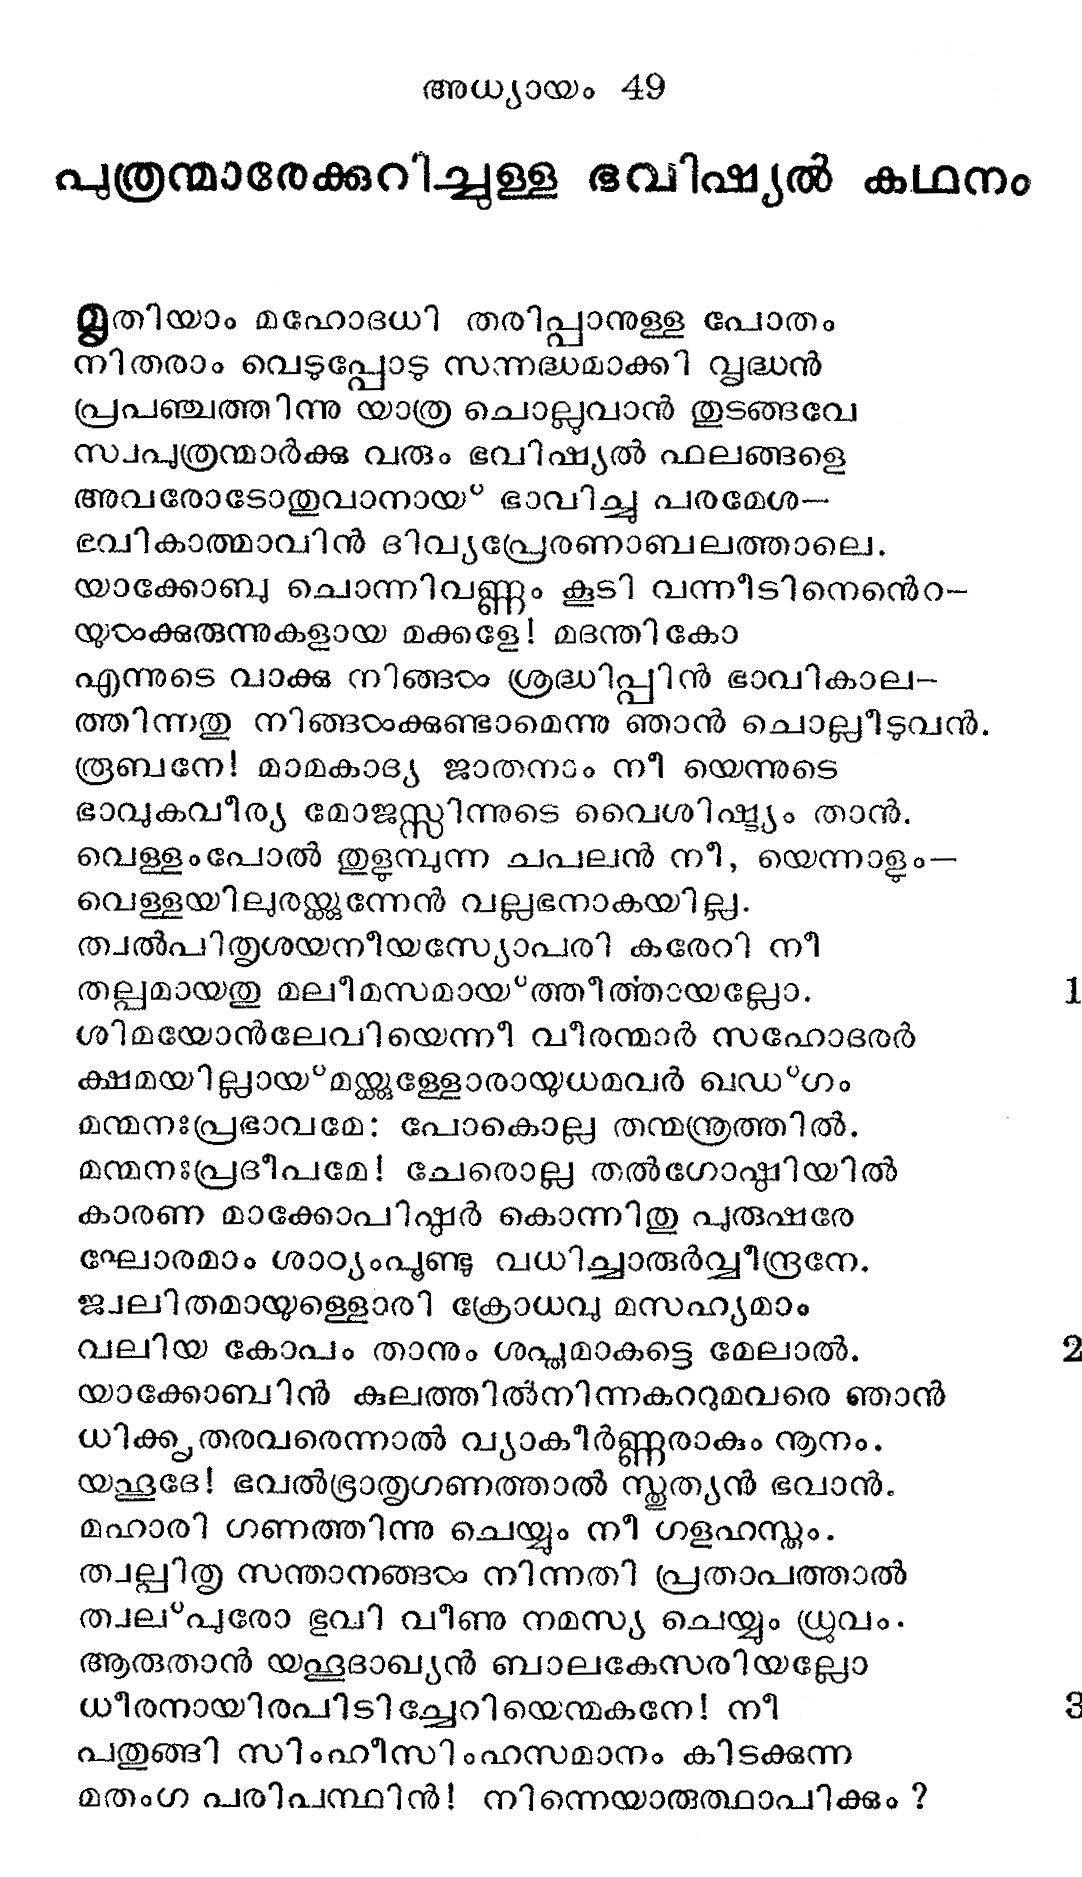 അധ്യായം 49
പുത്രന്മാരേക്കുറിച്ചുള്ള ഭവിഷ്യൽ കഥനം
മൃതിയാം മഹോദധി തരിപ്പാനുള്ള പോതം
നിതരാം വെടുപ്പോടു സന്നദ്ധമാക്കി വൃദ്ധൻ
പ്രപഞ്ചത്തിന്നു യാത്ര ചൊല്ലുവാൻ തുടങ്ങവേ
സ്വപുത്രന്മാർക്കു വരും ഭവിഷ്യൽ ഫലങ്ങളെ
അവരോടോതുവാനായ് ഭാവിച്ചു പരമേശ—
ഭവികാത്മാവിൻ ദിവ്യപ്രേരണാബലത്താലെ.
യാക്കോബു ചൊന്നിവണ്ണം കൂടി വന്നീടിനെൻെറ—
യുൾക്കുരുന്നുകളായ മക്കളേ! മദന്തികേ
എന്നുടെ വാക്കു നിങ്ങൾ ശ്രദ്ധിപ്പിൻ ഭാവികാല—
ത്തിന്നതു നിങ്ങൾക്കുണ്ടാമെന്നു ഞാൻ ചൊല്ലീടുവൻ.
രൂബനേ! മാമകാദ്യ ജാതനാം നീ യെന്നുടെ
ഭാവുകവീര്യ മോജസ്സിന്നുടെ വൈശിഷ്ട്യം താൻ.
വെള്ളംപോൽ തുളുമ്പുന്ന ചപലൻ നീ, യെന്നാളും—
വെള്ളയിലുരയ്ക്കുന്നേൻ വല്ലഭനാകയില്ല.
ത്വൽപിതൃശയനീയസ്യോപരി കരേറി നീ
തല്പമായതു മലീമസമായ്ത്തീർത്തായല്ലോ. 1
ശിമയോൻലേവിയെന്നീ വീരന്മാർ സഹോദരർ
ക്ഷമയില്ലായ്മയ്ക്കുള്ളോരായുധമവർ ഖഡ്ഗം
മന്മനഃപ്രഭാവമേ: പോകൊല്ല തന്മന്ത്രത്തിൽ.
മന്മനഃപ്രദീപമേ! ചേരൊല്ല തൽഗോഷ്ഠിയിൽ
കാരണ മാക്കോപിഷ്ഠർ കൊന്നിതു പുരുഷരേ
ഘോരമാം ശാഠ്യംപൂണ്ടു വധിച്ചാരുർവ്വീന്ദ്രനേ.
ജ്വലിതമായുള്ളൊരി ക്രോധവു മസഹ്യമാം
വലിയ കോപം താനും ശപ്തമാകട്ടെ മേലാൽ. 2
യാക്കോബിൻ കുലത്തിൽനിന്നകററുമവരെ ഞാൻ
ധിക്കൃതരവരെന്നാൽ വ്യാകീർണ്ണരാകും നൂനം.
യഹൂദേ! ഭവൽഭ്രാതൃഗണത്താൽ സ്തുത്യൻ ഭവാൻ.
മഹാരി ഗണത്തിന്നു ചെയ്യും നീ ഗളഹസ്തം.
ത്വല്പിതൃ സന്താനങ്ങൾ നിന്നതി പ്രതാപത്താൽ
ത്വല്പുരോ ഭുവി വീണു നമസ്യ ചെയ്യും ധ്രുവം.
ആരുതാൻ യഹൂദാഖ്യൻ ബാലകേസരിയല്ലോ
ധീരനായിരപിടിച്ചേറിയെന്മകനേ! നീ 3
പതുങ്ങി സിംഹീസിംഹസമാനം കിടക്കുന്ന
മതംഗ പരിപന്ഥിൻ! നിന്നെയാരുത്ഥാപിക്കും ?